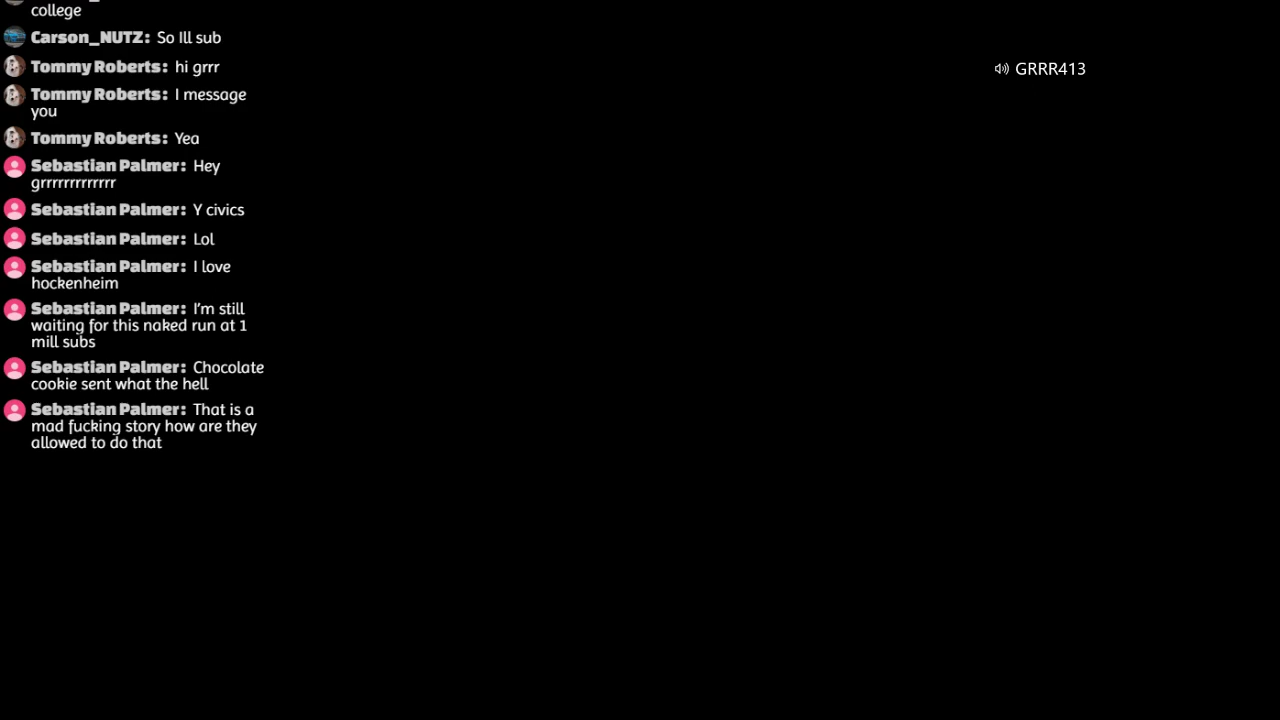 college
Carson_NUTZ: So Ill sub
GRRR413
Tommy Roberts: hi grrr
Tommy Roberts: I message
you
Tommy Roberts: Yea
Sebastian Palmer: Hey
grrrrrrrrrrrrr
Sebastian Palmer: Y civics
Sebastian Palmer: Lol
Sebastian Palmer: I love
hockenheim
Sebastian Palmer: I'm still
waiting for this naked run at 1
mill subs
Sebastian Palmer: Chocolate
cookie sent what the hell
Sebastian Palmer: That is a
mad fucking story how are they
allowed to do that